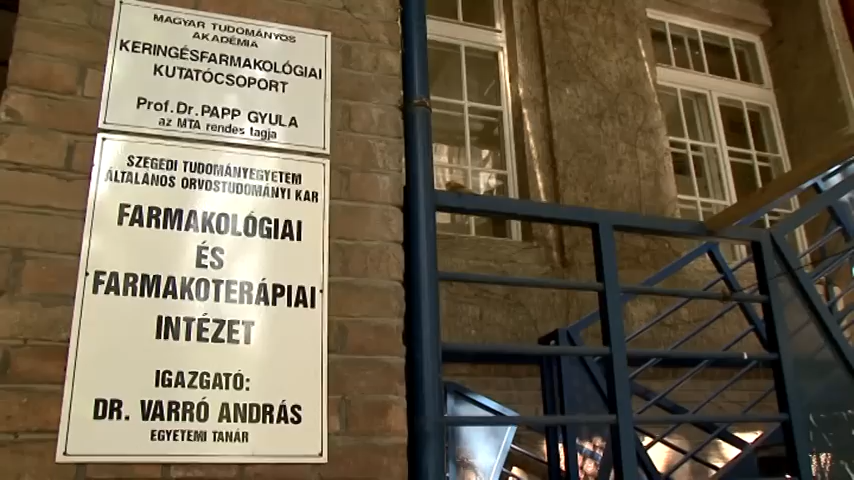 MAGYAR TUDOMÁNYOS
AKADÉMIA
KERINGÉSFARMAKOLÓGIAI
KUTATÓCSOPORT
Prof. Dr. PAPP GYULA
az MTA rendes tagja
SZEGEDI TUDOMÁNYEGYETEM
ÁLTALÁNOS ORVOSTUDOMÁNYI KAR
FARMAKOLÓGIAI
ÉS
FARMAKOTERÁPIAI
INTÉZET
IGAZGATÓ:
DR. VARRÓ ANDRÁS
EGYETEMI TANÁR